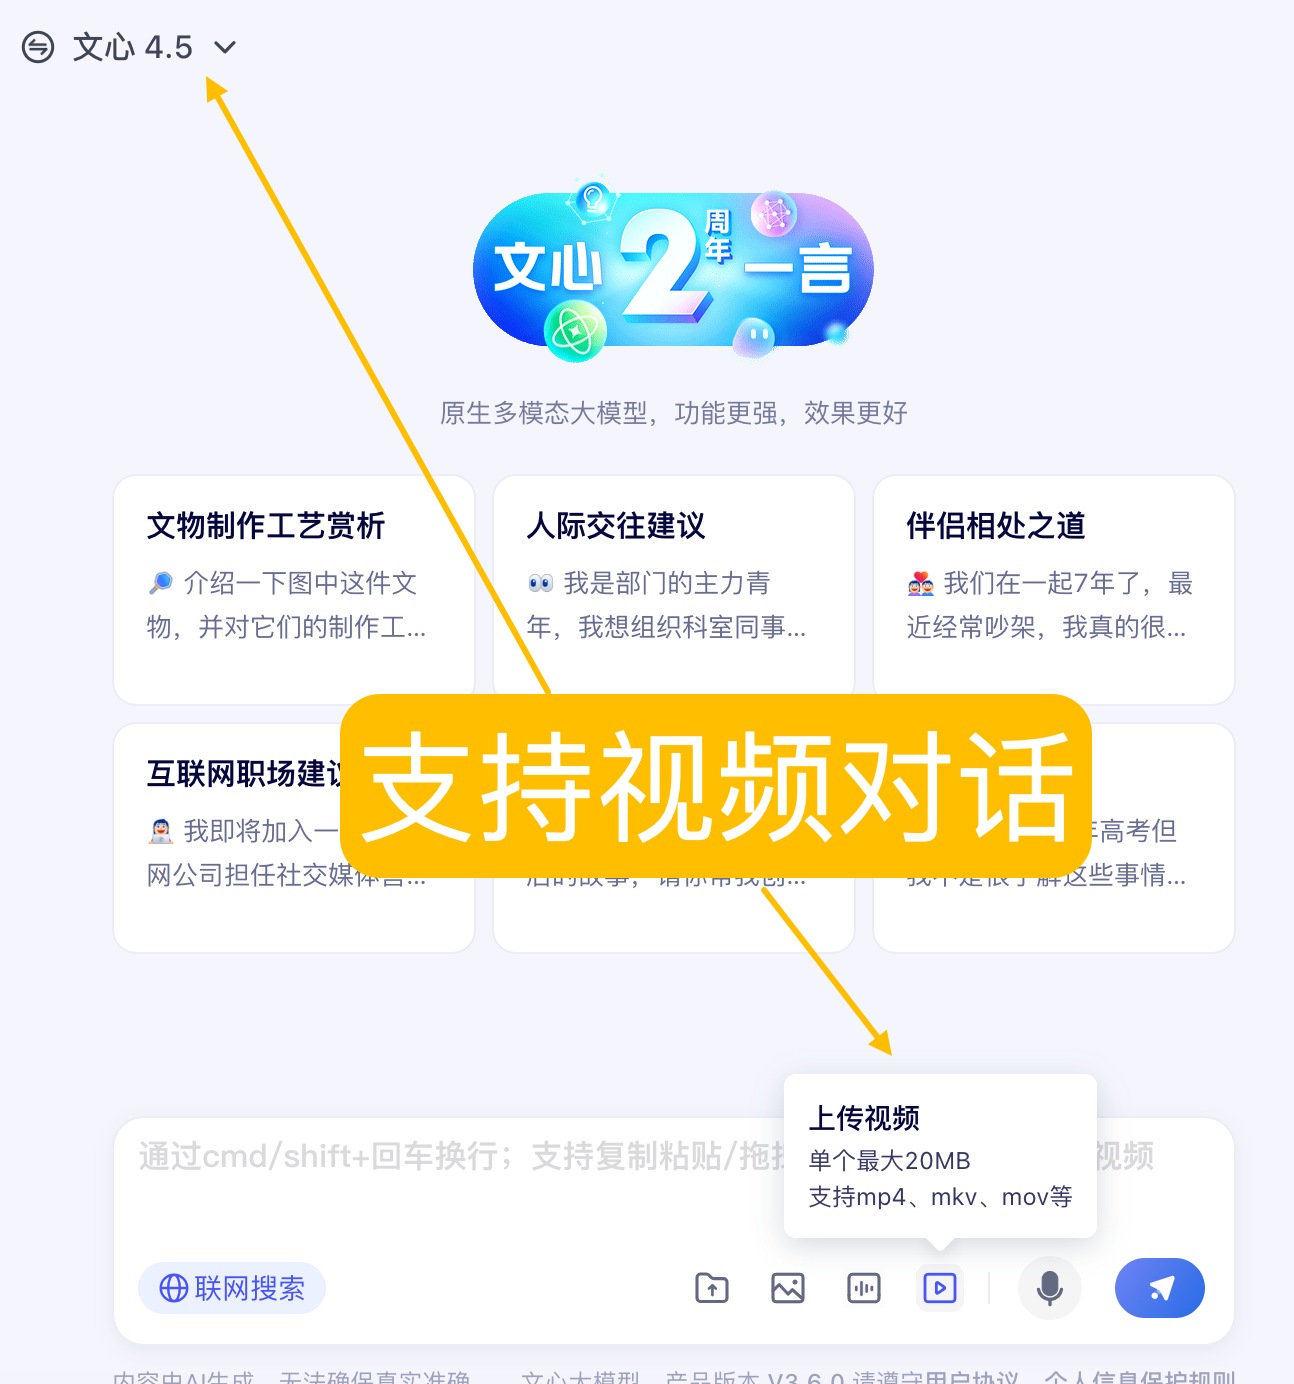 文心 4.5
文心2周年一言
原生多模态大模型，功能更强，效果更好
文物制作工艺赏析
介绍一下图中这件文
物，并对它们的制作工...
人际交往建议
我是部门的主力青
年，我想组织科室同事...
伴侣相处之道
我们在一起7年了，最
近经常吵架，我真的很...
互联网职场建议
我即将加入一
网公司担任社交媒体
支持视频对话
后的故事，请你帮我创...
高考但
我不是很了解这些事情...
上传视频
单个最大20MB
支持mp4、mkv、mov等
通过cmd/shift+回车换行；支持复制粘贴/拖
视频
联网搜索
内容由AI生成，无法确保真实准确
文心大模型
产品版本 V3.6.0 请遵守用户协议
个人信息保护规则